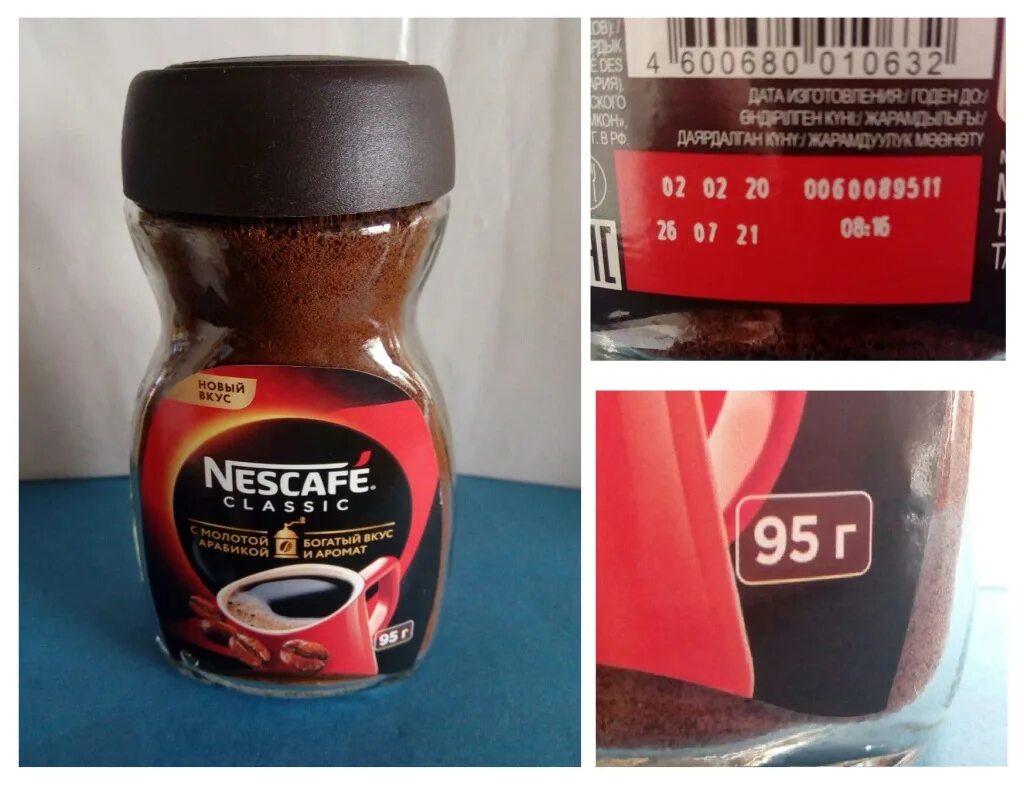 НОВЫЙ
ВКУС
NESCAFÉ.
CLASSIC
С МОЛОТОЙ
АРАБИКОЙ
БОГАТЫЙ ВКУС
И АРОМАТ
95 г
4 600680 010632
ДАТА ИЗГОТОВЛЕНИЯ:/ ГОДЕН ДО:/
ӨНДІРІЛГЕН КҮНІ:/ ЖАРАМДЫЛЫҒЫ:/
ДАЯРДАЛГАН КҮНҮ:/ ЖАРАМДУУЛУК МӨӨНӨТҮ
02 02 20 0060089511
26 07 21 08:16
95 г